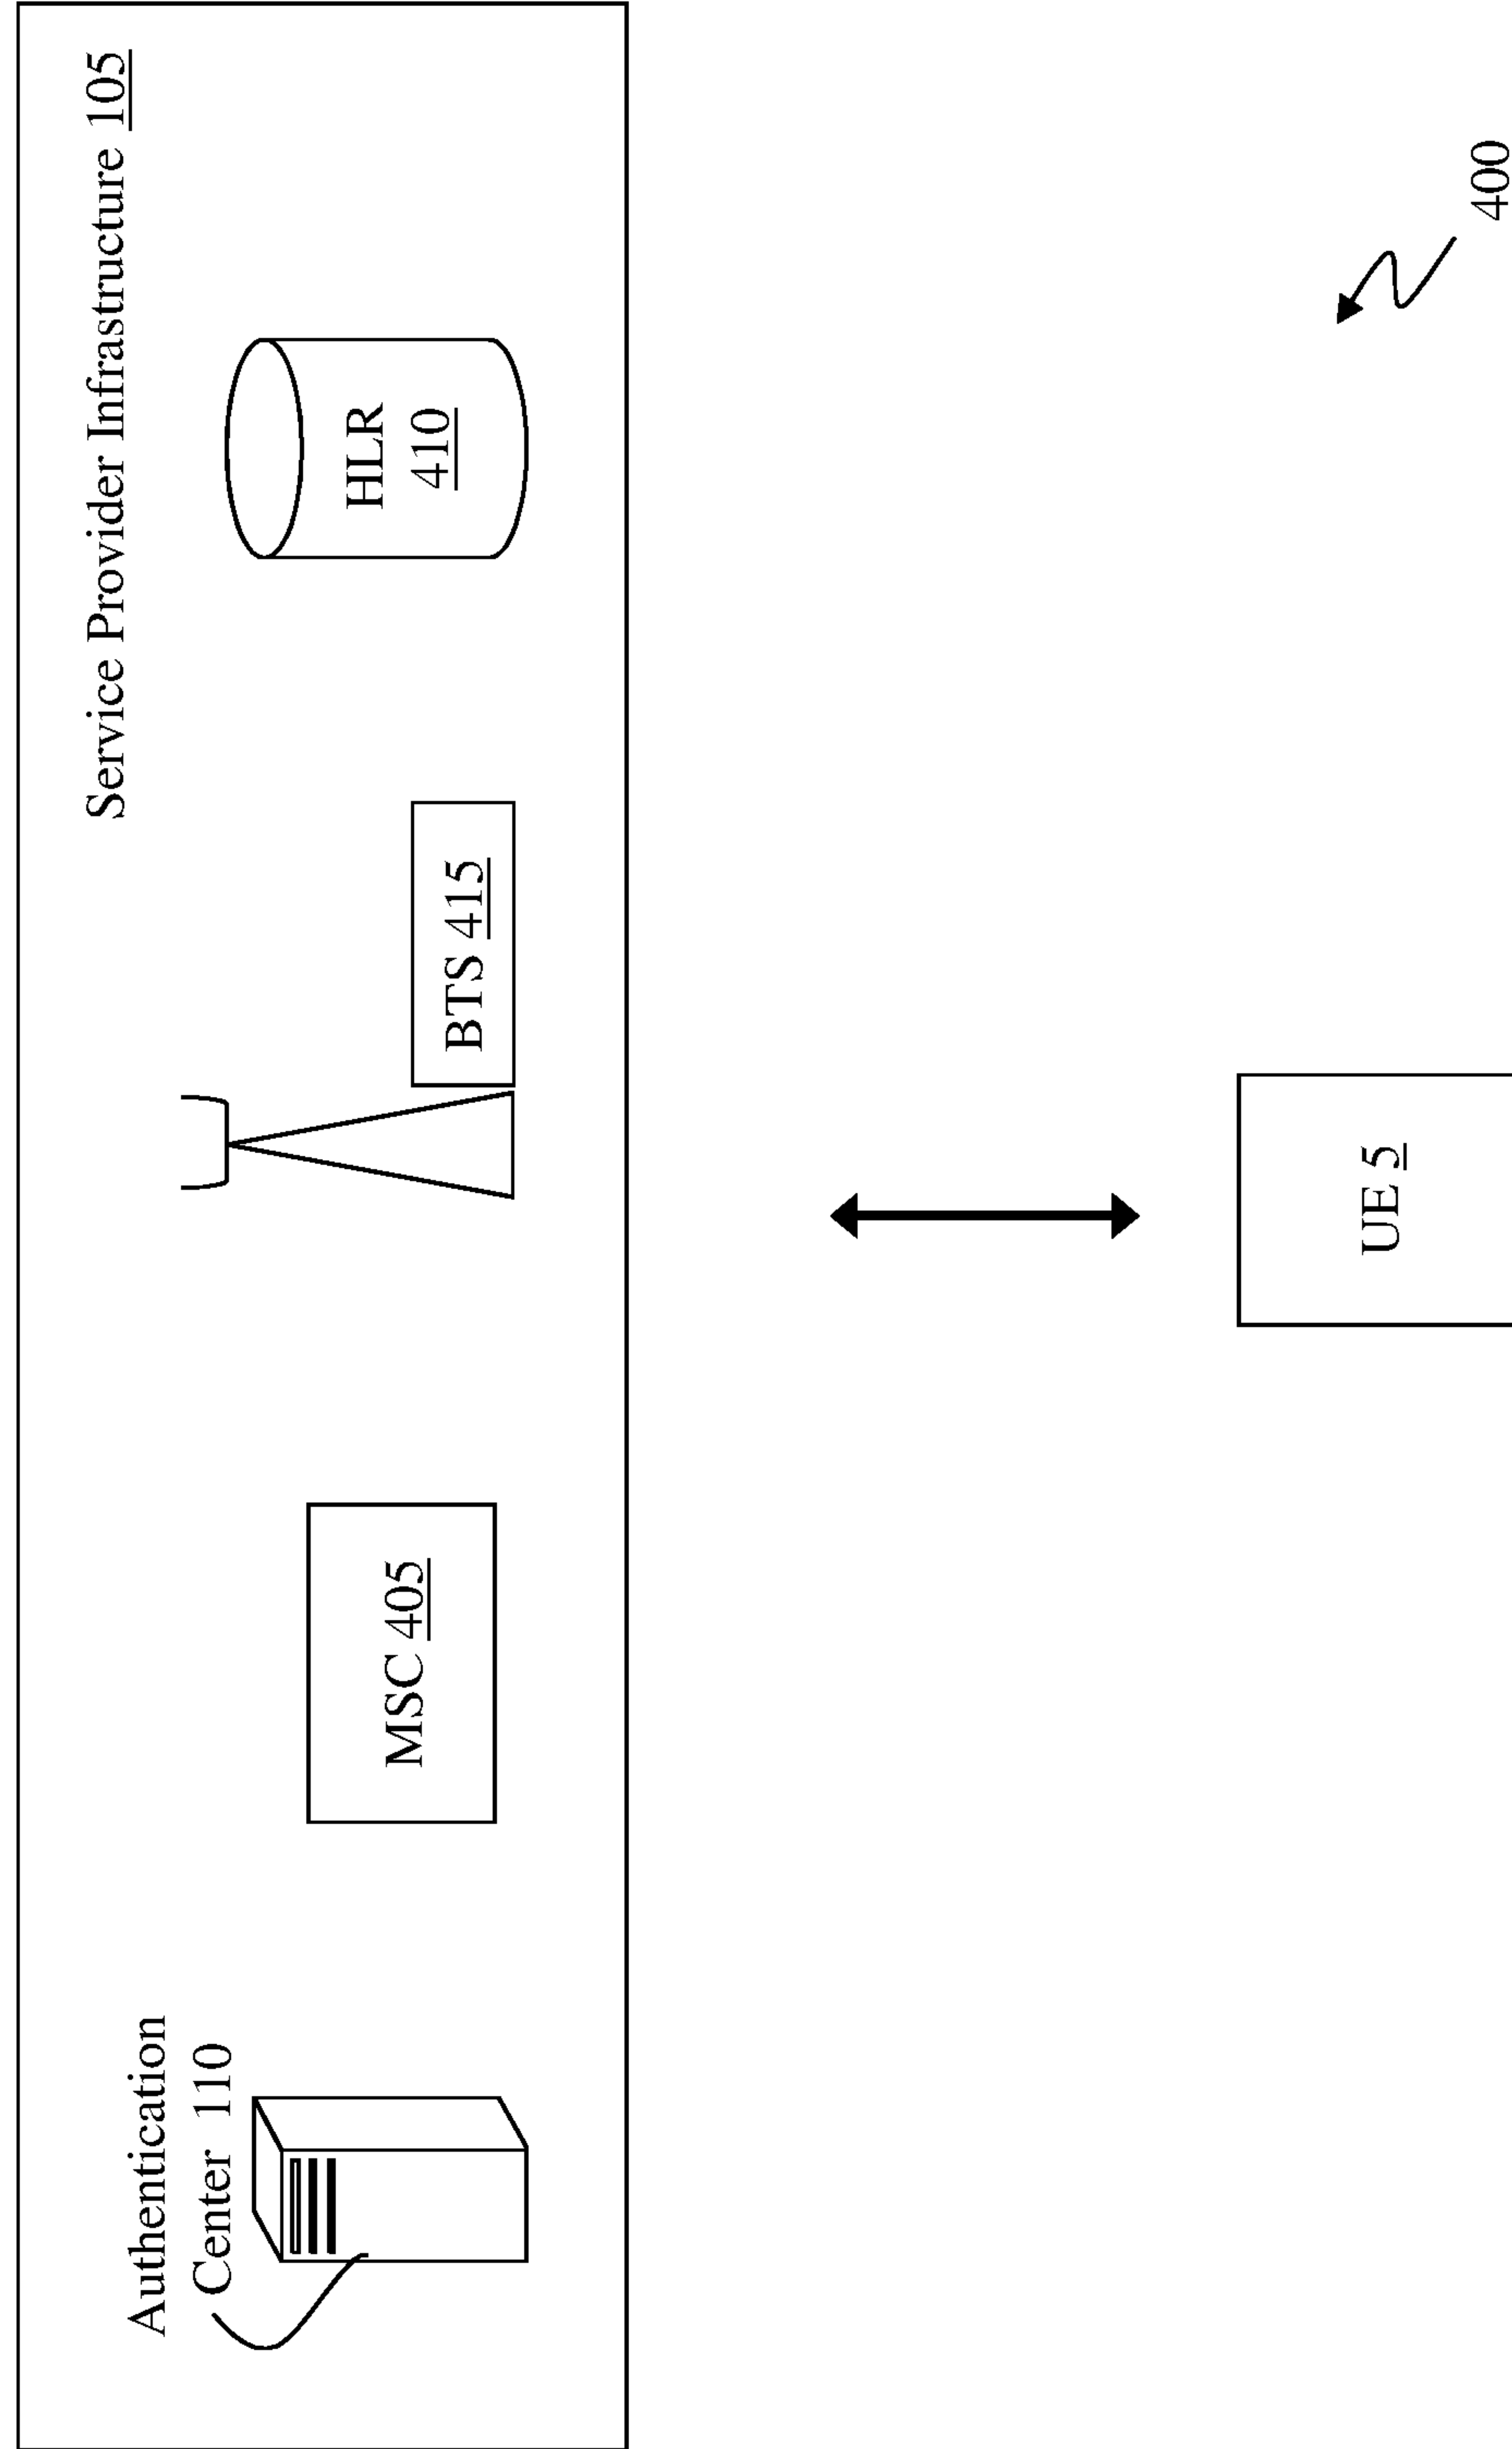 Service Provider Infrastructure 105
Authentication
Center 110
MSC 405
BTS 415
HLR
410
UE 5
400